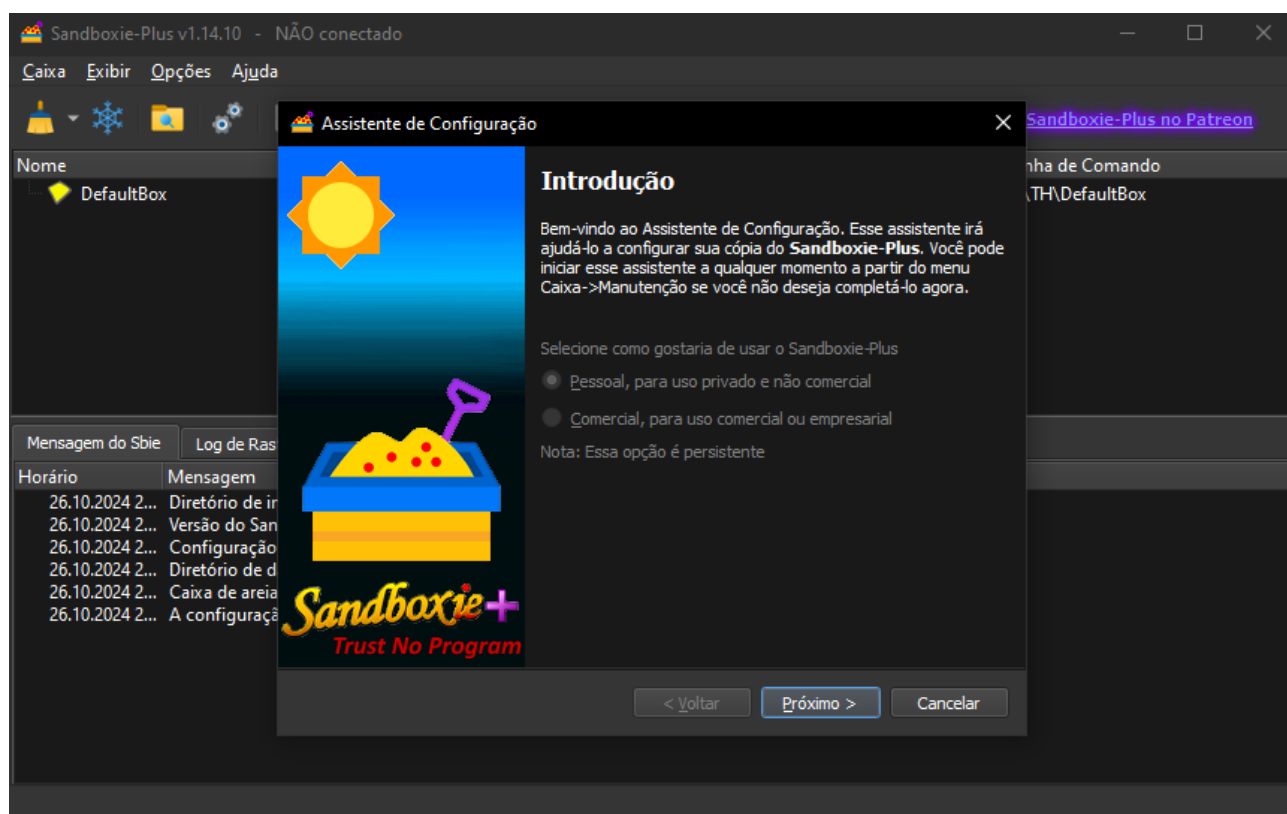 Sandboxie-Plus v1.14.10 - NÃO conectado
Caixa Exibir Opções Ajuda
Assistente de Configuração
Sandboxie-Plus no Patreon
Nome
de Comando
DefaultBox
\TH\DefaultBox
Introdução
Bem-vindo ao Assistente de Configuração. Esse assistente irá
ajudá-lo a configurar sua cópia do Sandboxie-Plus. Você pode
iniciar esse assistente a qualquer momento a partir do menu
Caixa->Manutenção se você não deseja completá-lo agora.
Selecione como gostaria de usar o Sandboxie-Plus
Pessoal, para uso privado e não comercial
Comercial, para uso comercial ou empresarial
Nota: Essa opção é persistente
Mensagem do Sbie
Log de Ras
Horário Mensagem
26.10.2024 2... Diretório de
26.10.2024 2... Versão do San
26.10.2024 2... Configuração
26.10.2024 2... Diretório de d
26.10.2024 2... Caixa de areia
26.10.2024 2... A configuraçã
Sandboxie+
Trust No Program
< Voltar
Próximo >
Cancelar